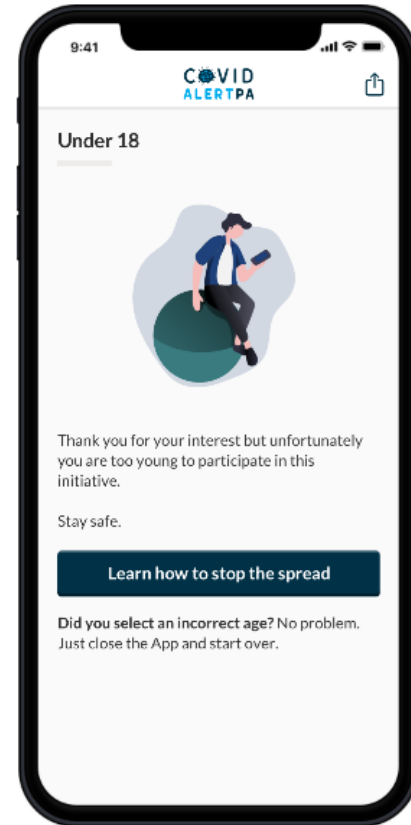 9:41
COVID
ALERTPA
Under 18
Thank you for your interest but unfortunately
you are too young to participate in this
initiative.
Stay safe.
Learn how to stop the spread
Did you select an incorrect age? No problem.
Just close the App and start over.